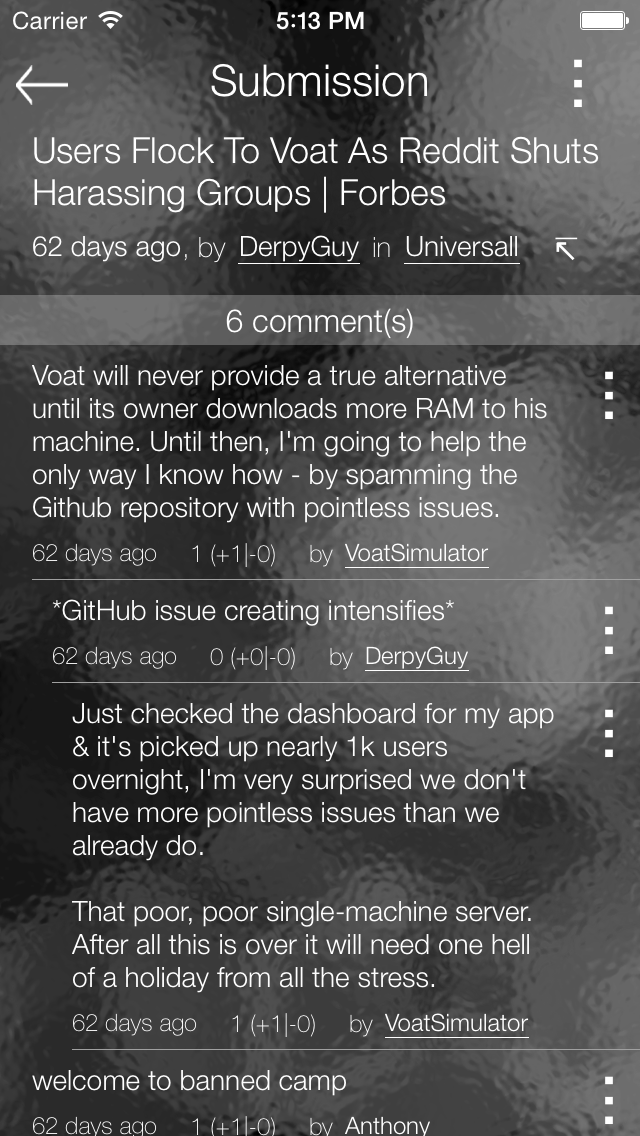 Carrier 5:13 PM
Submission
Users Flock To Voat As Reddit Shuts
Harassing Groups | Forbes
62 days ago, by DerpyGuy in Universall
6 comment(s)
Voat will never provide a true alternative
until its owner downloads more RAM to his
machine. Until then, I'm going to help the
only way I know how - by spamming the
Github repository with pointless issues.
62 days ago 1 (+1|-0) by VoatSimulator
*GitHub issue creating intensifies*
62 days ago 0 (+0|-0) by DerpyGuy
Just checked the dashboard for my app
& it's picked up nearly 1k users
overnight, I'm very surprised we don't
have more pointless issues than we
already do.
That poor, poor single-machine server.
After all this is over it will need one hell
of a holiday from all the stress.
62 days ago 1 (+1|-0) by VoatSimulator
welcome to banned camp
62 days ago 1 (+1|-0) by Anthony